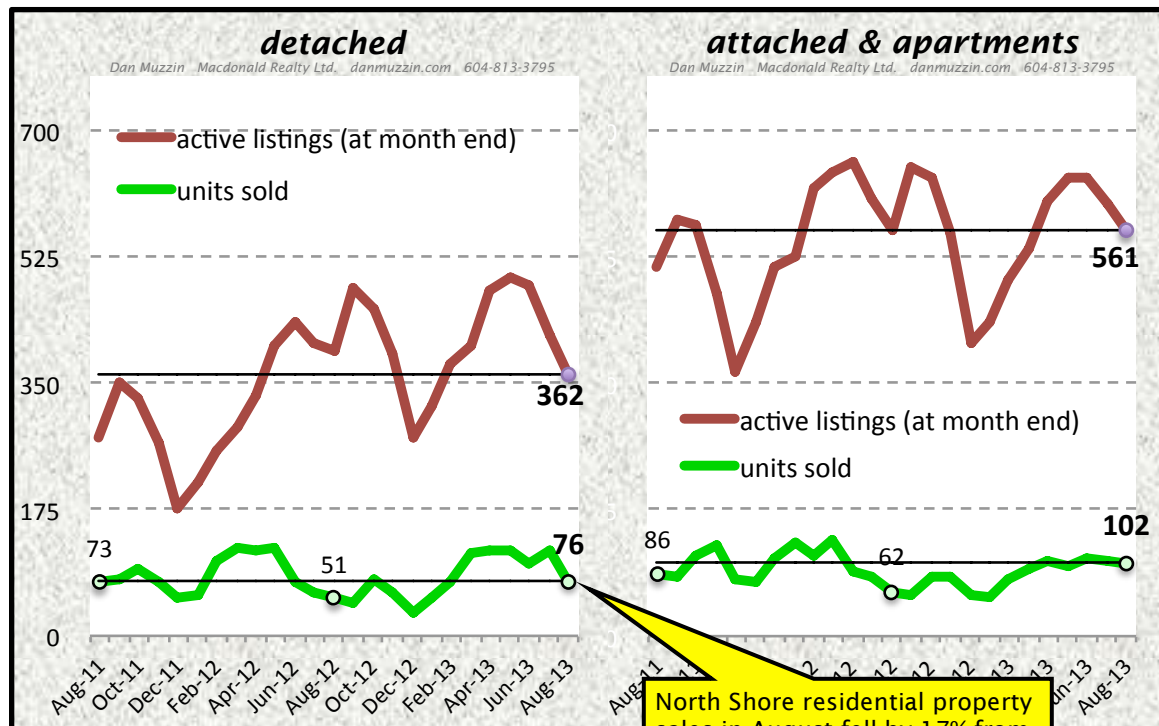 detached
Dan Muzzin Macdonald Realty Ltd. danmuzzin.com 604-813-3795
700
525
350
175
0
active listings (at month end)
units sold
362
73
51
76
Aug-11
Oct-11
Dec-11
Feb-12
Apr-12
Jun-12
Aug-12
Oct-12
Dec-12
Feb-13
Apr-13
Jun-13
Aug-13
attached & apartments
Dan Muzzin Macdonald Realty Ltd. danmuzzin.com 604-813-3795
561
active listings (at month end)
units sold
86
62
102
Aug-11
Aug-13
North Shore residential property